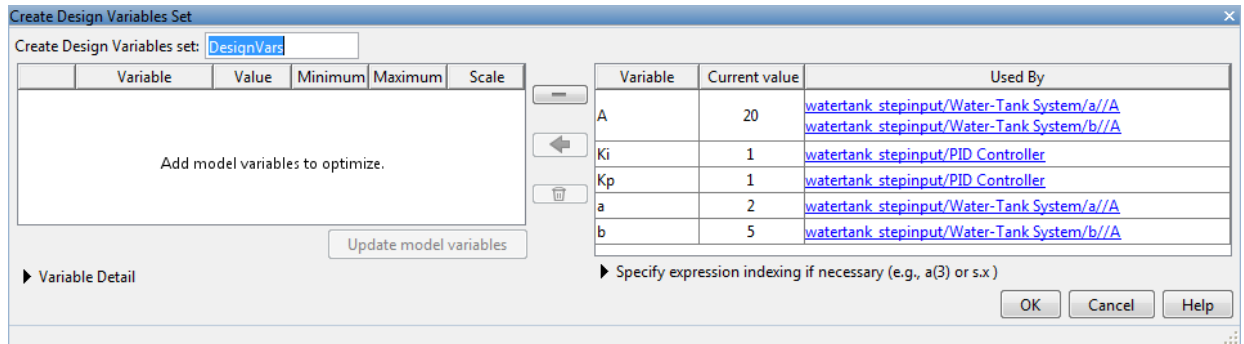 Create Design Variables Set
Create Design Variables set: DesignVars
Variable Value Minimum Maximum Scale
Add model variables to optimize.
Update model variables
Variable Detail
Variable Current value Used By
A 20 watertank_stepinput/Water-Tank System/a//A
watertank_stepinput/Water-Tank System/b//A
Ki 1 watertank_stepinput/PID Controller
Kp 1 watertank_stepinput/PID Controller
a 2 watertank_stepinput/Water-Tank System/a//A
b 5 watertank_stepinput/Water-Tank System/b//A
Specify expression indexing if necessary (e.g., a(3) or s.x )
OK Cancel Help